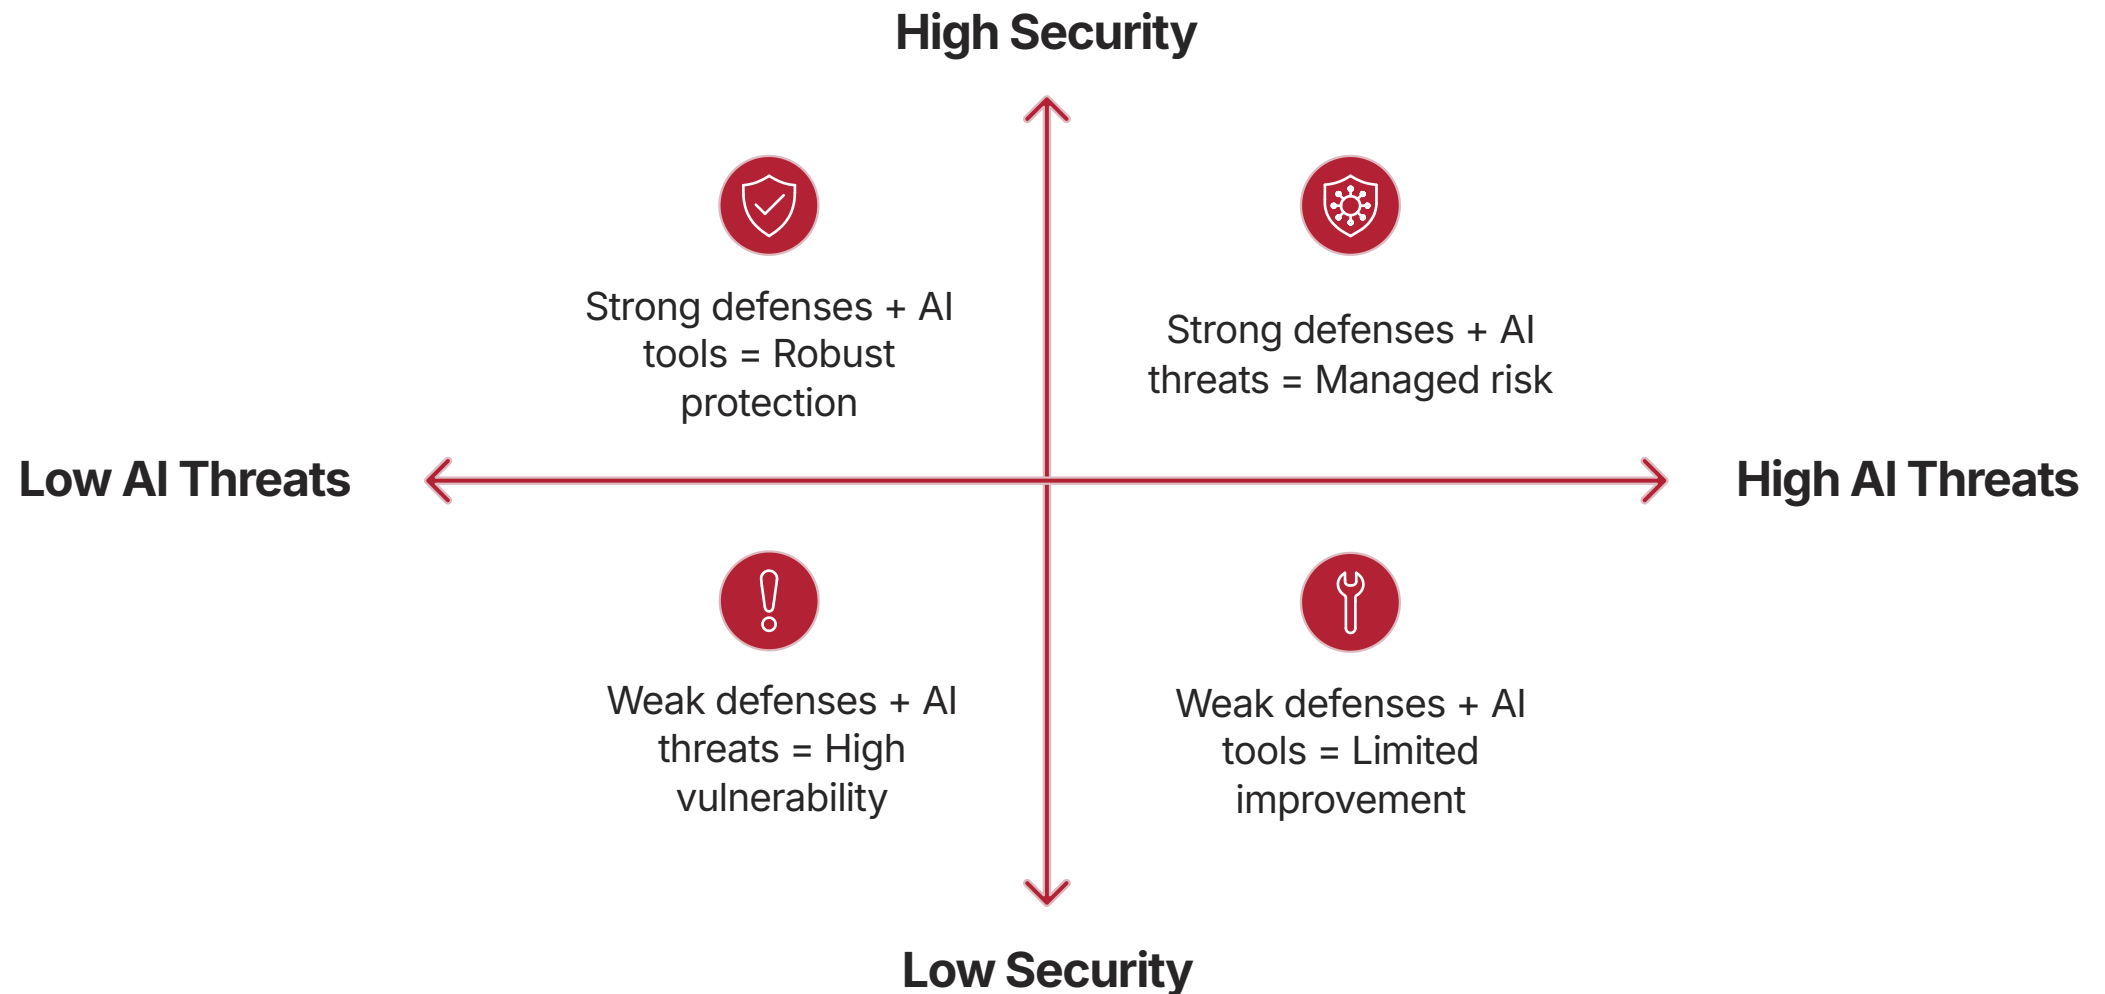 High Security
Strong defenses + AI
tools = Robust
protection
Strong defenses + AI
threats = Managed risk
Low AI Threats
High AI Threats
Weak defenses + AI
threats = High
vulnerability
Weak defenses + AI
tools = Limited
improvement
Low Security